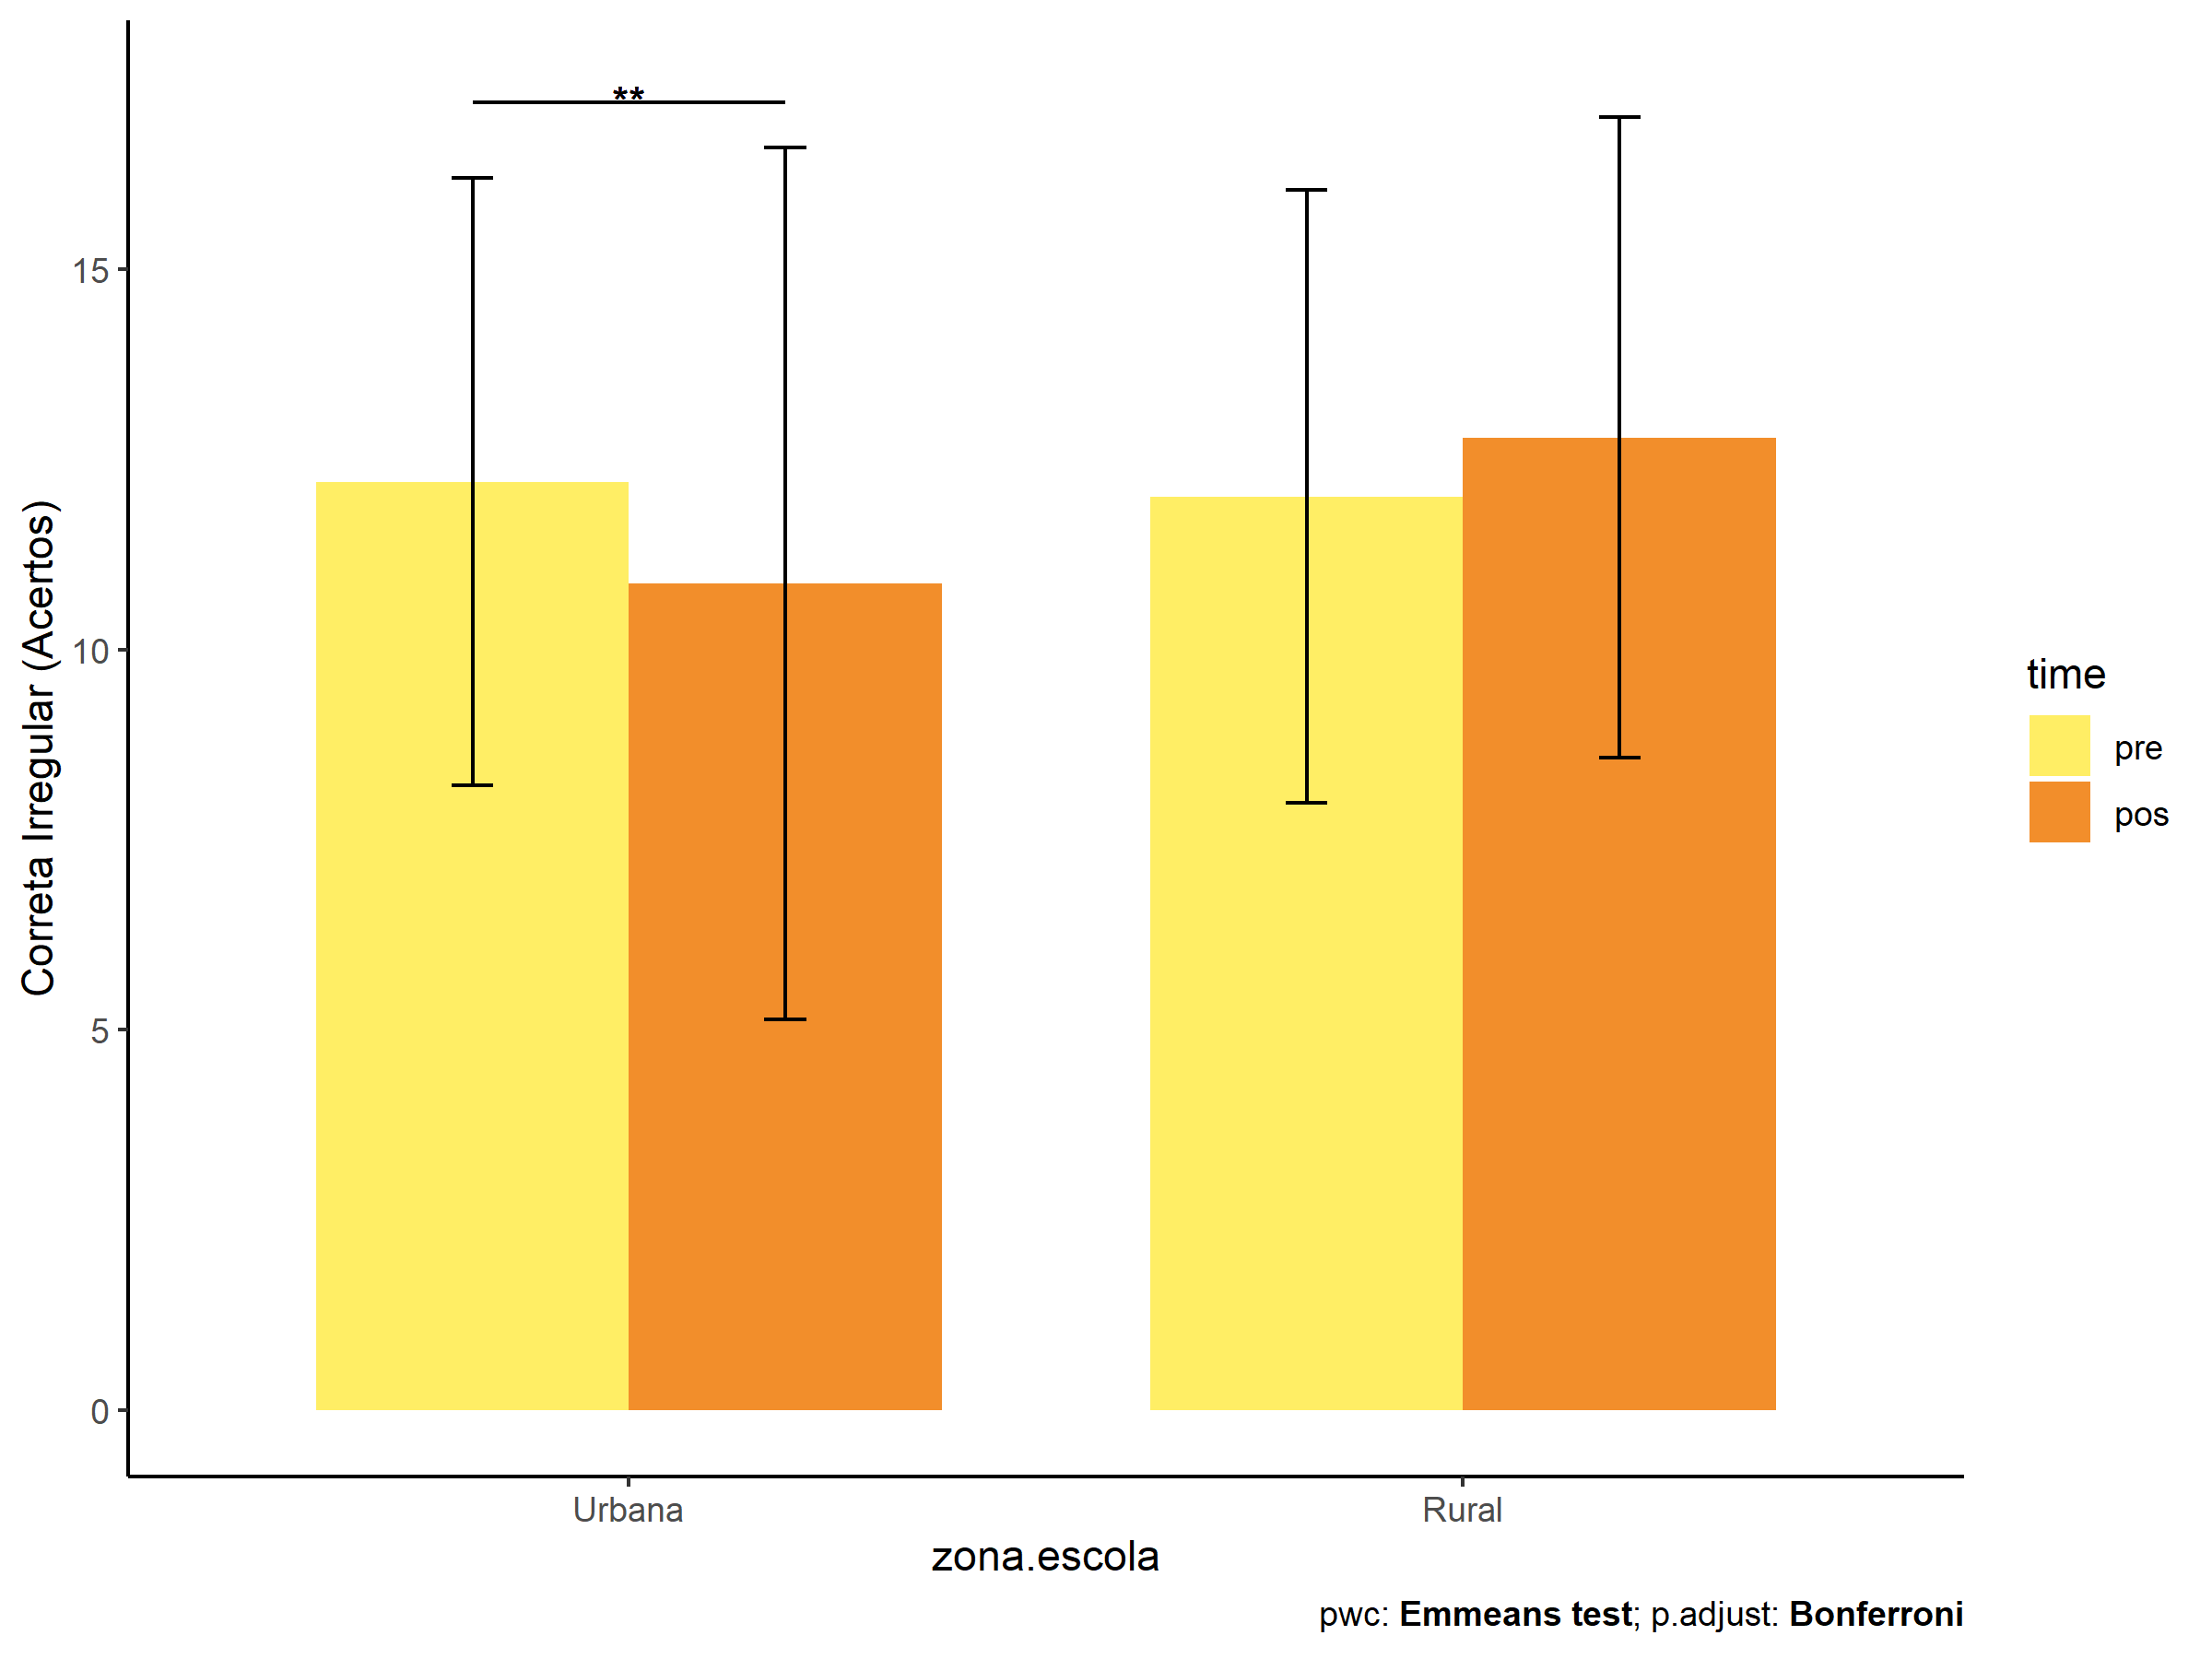 **
15
10
5
0
Correta Irregular (Acertos)
Urbana
Rural
zona.escola
time
pre
pos
pwc: Emmeans test; p.adjust: Bonferroni